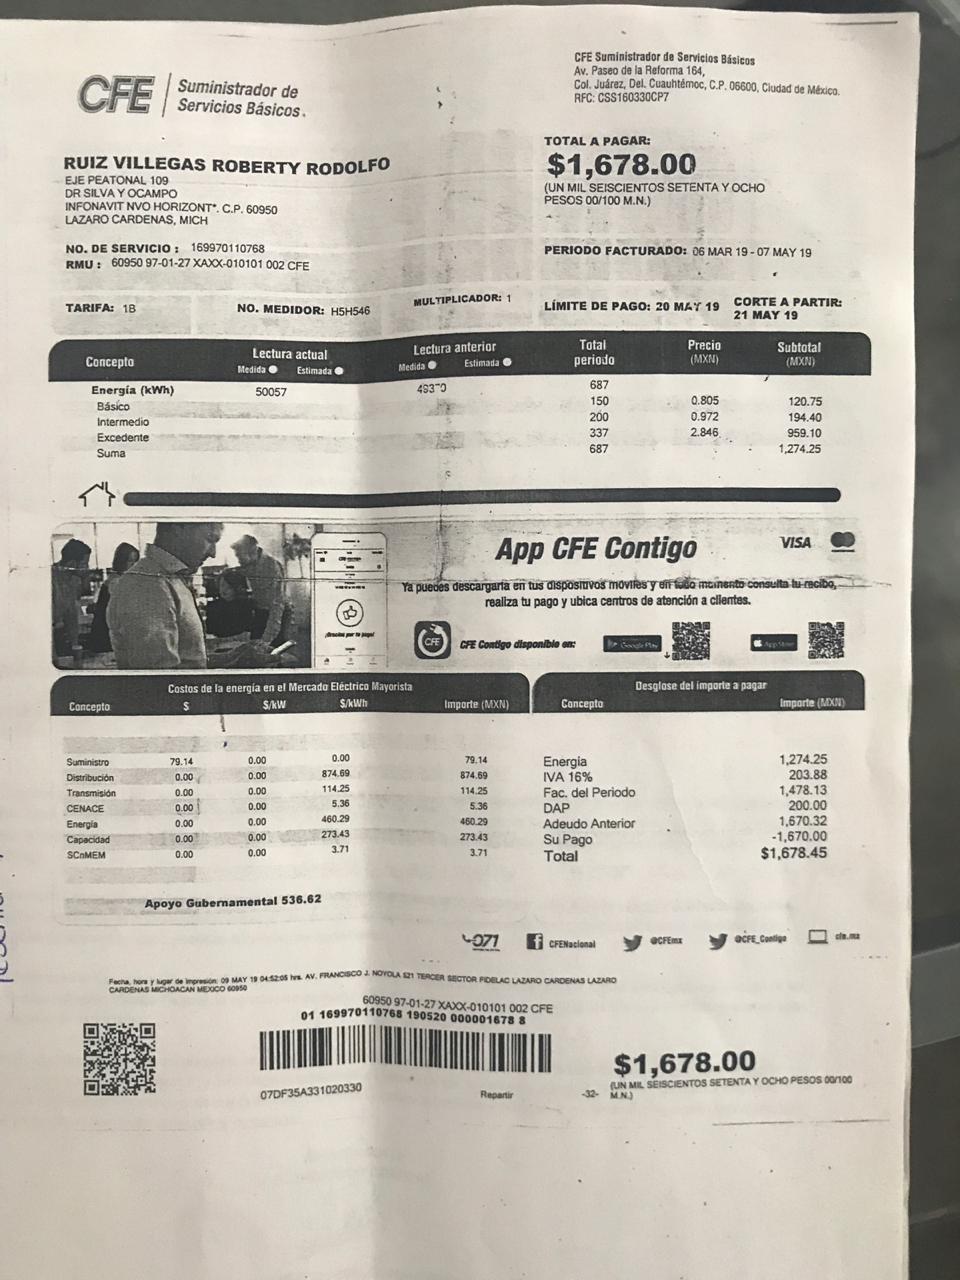 CFE Suministrador de
Servicios Básicos.
CFE Suministrador de Servicios Básicos
Av. Paseo de la Reforma 164,
Col. Juárez, Del. Cuauhtémoc, C.P. 06600, Ciudad de México.
RFC: CSS160330CP7
TOTAL A PAGAR:
$1,678.00
(UN MIL SEISCIENTOS SETENTA Y OCHO
PESOS 00/100 M.N.)
RUIZ VILLEGAS ROBERTY RODOLFO
EJE PEATONAL 109
DR SILVA Y OCAMPO
INFONAVIT NVO HORIZONT*. C.P. 60950
LAZARO CARDENAS, MICH
NO. DE SERVICIO : 169970110768
RMU : 60950 97-01-27 XAXX-010101 002 CFE
PERIODO FACTURADO: 06 MAR 19 - 07 MAY 19
TARIFA: 1B NO. MEDIDOR: H5H546 MULTIPLICADOR: 1 LÍMITE DE PAGO: 20 MAY 19 CORTE A PARTIR:
21 MAY 19
Concepto Lectura actual Lectura anterior Total periodo Precio (MXN) Subtotal (MXN)
Medida Estimada Medida Estimada
Energía (kWh) 50057 687
Básico 150 0.805 120.75
Intermedio 200 0.972 194.40
Excedente 337 2.846 959.10
Suma 687 1,274.25
App CFE Contigo VISA
Ya puedes descargarla en tus dispositivos móviles y en todo momento consulta tu recibo,
realiza tu pago y ubica centros de atención a clientes.
¡Gracias por tu pago!
CFE CFE Contigo disponible en: Google Play App Store
Costos de la energía en el Mercado Eléctrico Mayorista
Concepto $ $/kW $/kWh Importe (MXN)
Suministro 79.14 0.00 0.00 79.14
Distribución 0.00 0.00 874.69 874.69
Transmisión 0.00 0.00 114.25 114.25
CENACE 0.00 0.00 5.36 5.36
Energía 0.00 0.00 460.29 460.29
Capacidad 0.00 0.00 273.43 273.43
SCnMEM 0.00 0.00 3.71 3.71
Apoyo Gubernamental 536.62
Desglose del importe a pagar
Concepto Importe (MXN)
Energía 1,274.25
IVA 16% 203.88
Fac. del Periodo 1,478.13
DAP 200.00
Adeudo Anterior 1,670.32
Su Pago -1,670.00
Total $1,678.45
071 CFENacional @CFEmx @CFE_Contigo cfe.mx
Fecha, hora y lugar de impresión: 09 MAY 19 04:52:05 hrs. AV. FRANCISCO J. NOYOLA 521 TERCER SECTOR FIDELAC LAZARO CARDENAS LAZARO
CARDENAS MICHOACAN MEXICO 60950
60950 97-01-27 XAXX-010101 002 CFE
01 169970110768 190520 000001678 8
07DF35A331020330
Repartir
-32-
$1,678.00
(UN MIL SEISCIENTOS SETENTA Y OCHO PESOS 00/100
M.N.)